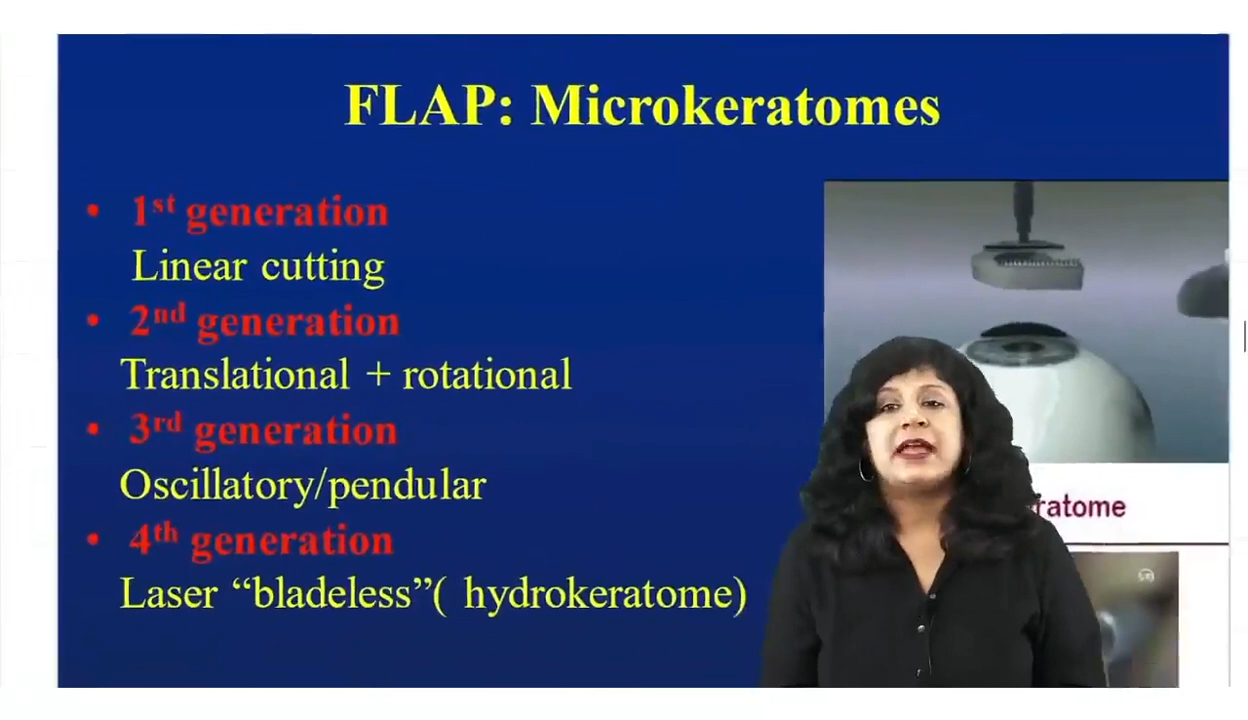 FLAP: Microkeratomes
• 1st generation
Linear cutting
• 2nd generation
Translational + rotational
• 3rd generation
Oscillatory/pendular
• 4th generation
Laser “bladeless”( hydrokeratome)
ratome